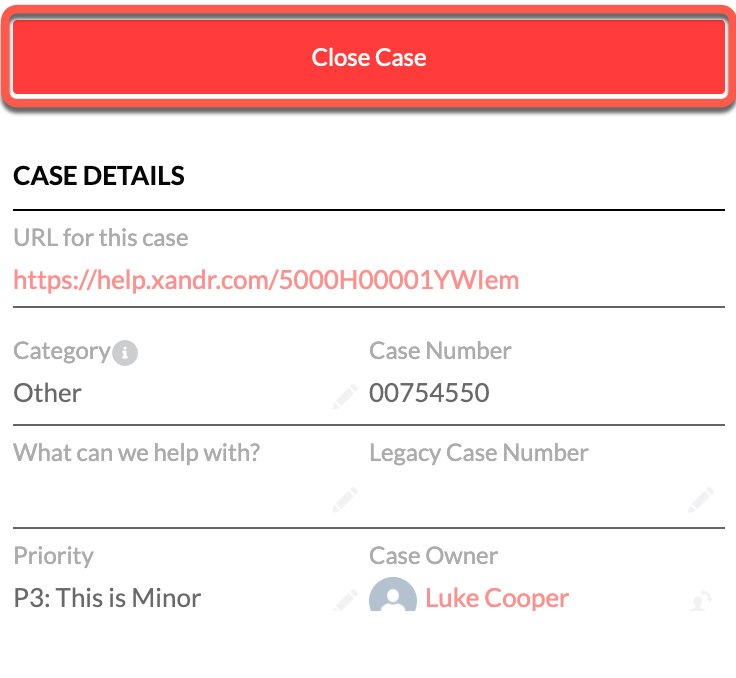 Close Case
CASE DETAILS
URL for this case
https://help.xandr.com/5000H00001YWIem
Category Case Number
Other 00754550
What can we help with? Legacy Case Number
Priority Case Owner
P3: This is Minor Luke Cooper